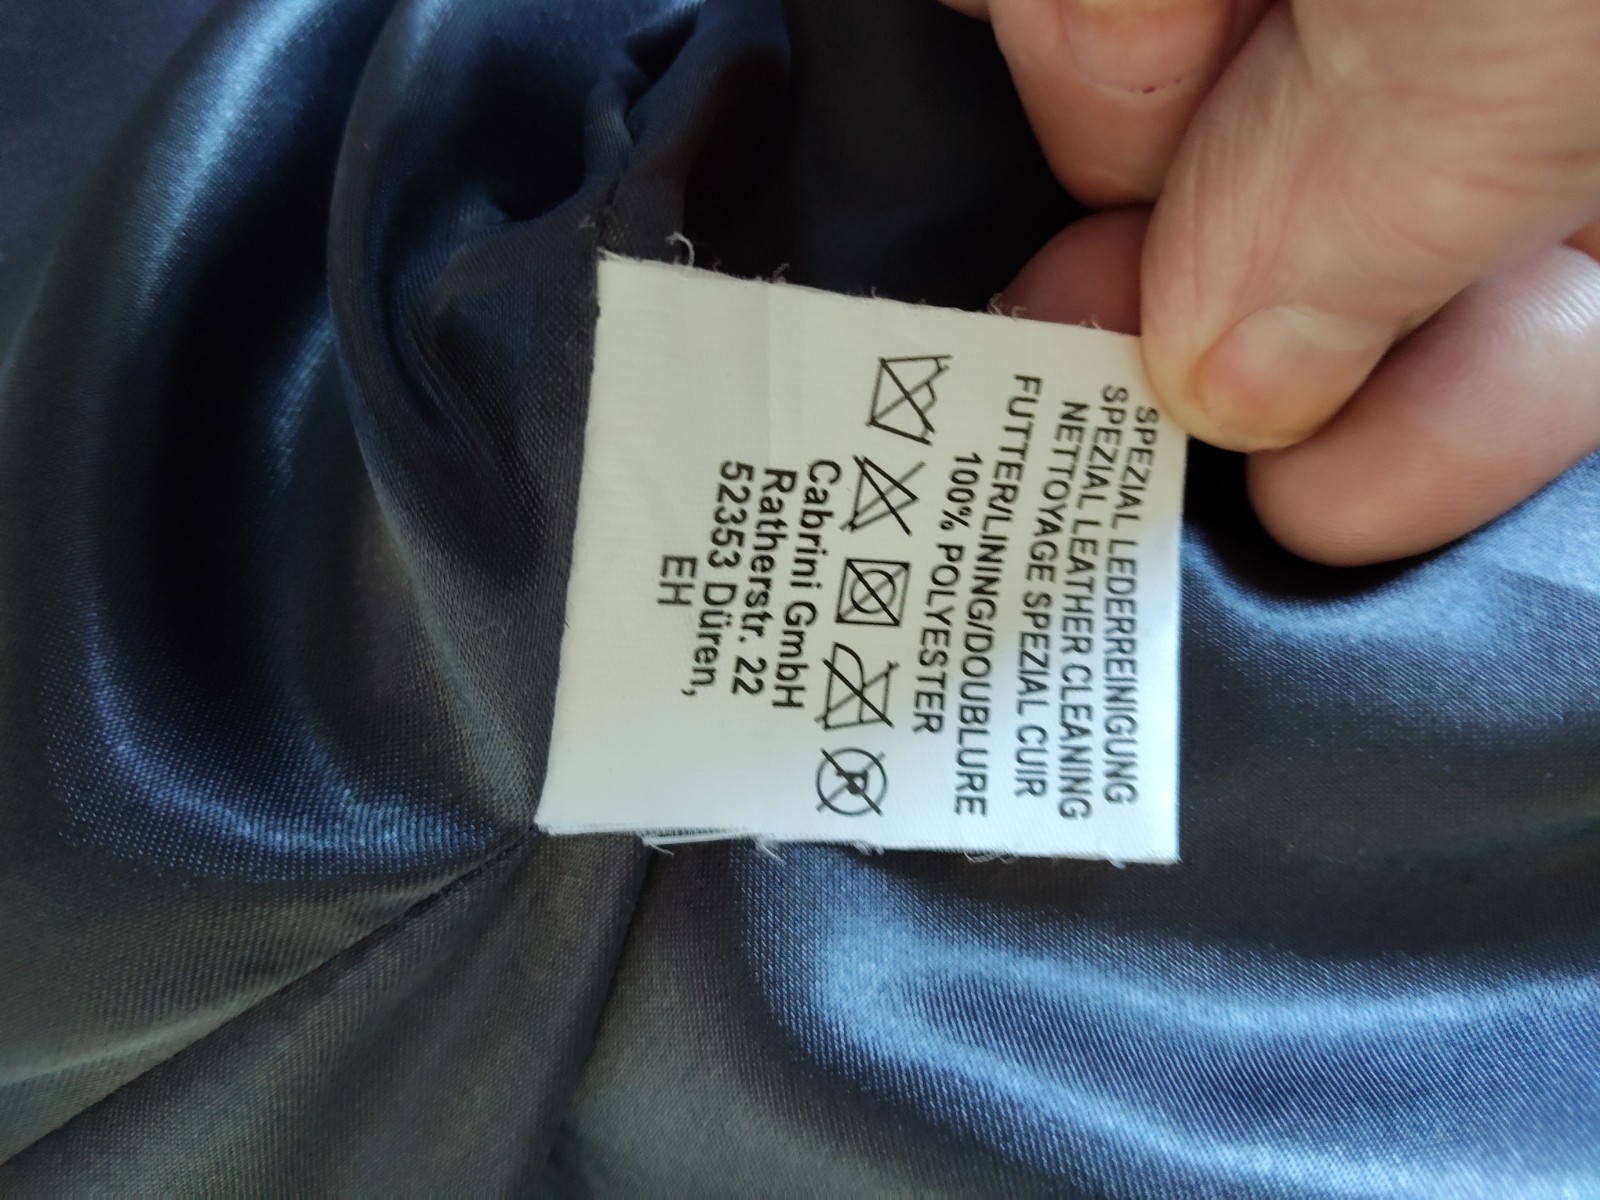 SPEZIAL LEDERREINIGUNG
SPEZIAL LEATHER CLEANING
NETTOYAGE SPEZIAL CUIR
FUTTER/LINING/DOUBLURE
100% POLYESTER
P
Cabrini GmbH
Ratherstr. 22
52353 Düren,
EH